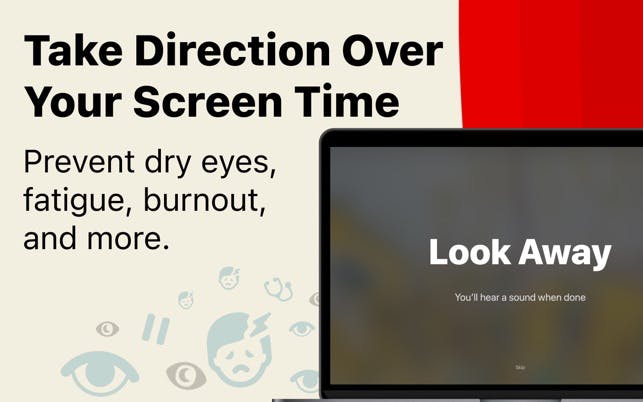 Take Direction Over
Your Screen Time
Prevent dry eyes,
fatigue, burnout,
and more.
Look Away
You'll hear a sound when done
Skip